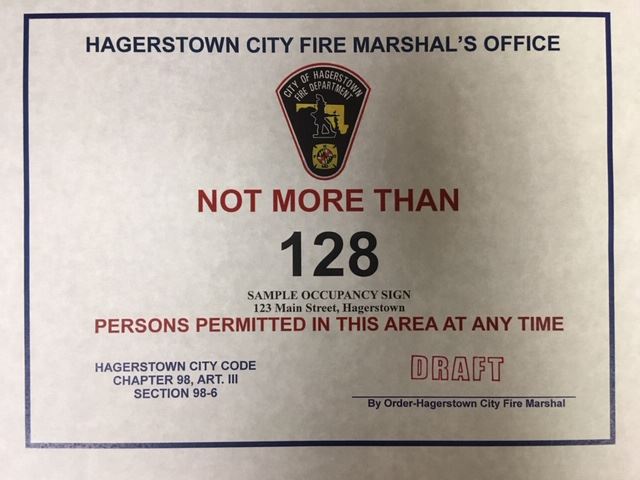 HAGERSTOWN CITY FIRE MARSHAL'S OFFICE
CITY OF HAGERSTOWN
FIRE DEPARTMENT
NOT MORE THAN
128
SAMPLE OCCUPANCY SIGN
123 Main Street, Hagerstown
PERSONS PERMITTED IN THIS AREA AT ANY TIME
HAGERSTOWN CITY CODE
CHAPTER 98, ART. III
SECTION 98-6
DRAFT
By Order-Hagerstown City Fire Marshal